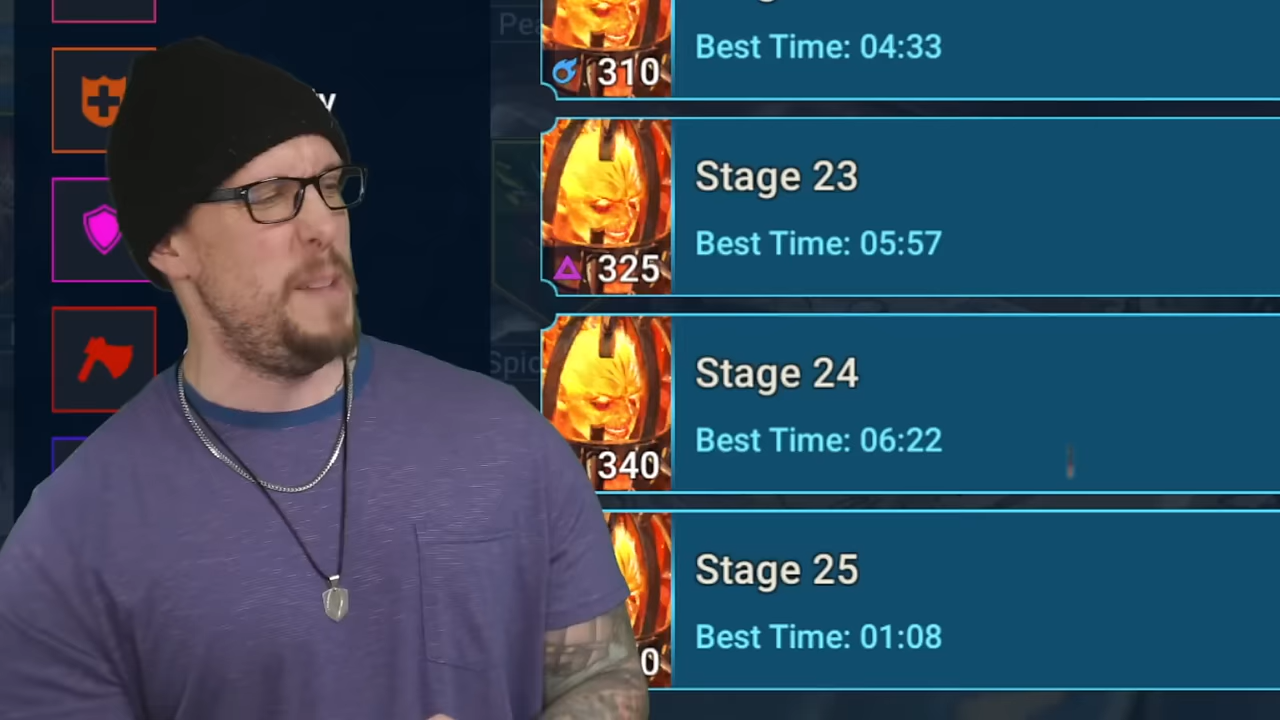 Best Time: 04:33
310
Stage 23
Best Time: 05:57
325
Stage 24
Best Time: 06:22
340
Stage 25
Best Time: 01:08